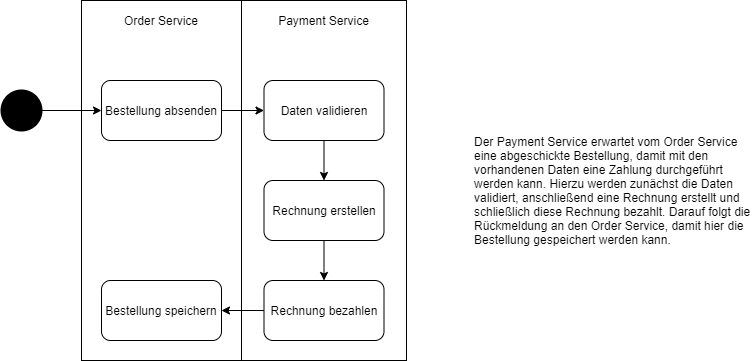 Order Service
Payment Service
Bestellung absenden
Daten validieren
Rechnung erstellen
Bestellung speichern
Rechnung bezahlen
Der Payment Service erwartet vom Order Service
eine abgeschickte Bestellung, damit mit den
vorhandenen Daten eine Zahlung durchgeführt
werden kann. Hierzu werden zunächst die Daten
validiert, anschließend eine Rechnung erstellt und
schließlich diese Rechnung bezahlt. Darauf folgt die
Rückmeldung an den Order Service, damit hier die
Bestellung gespeichert werden kann.